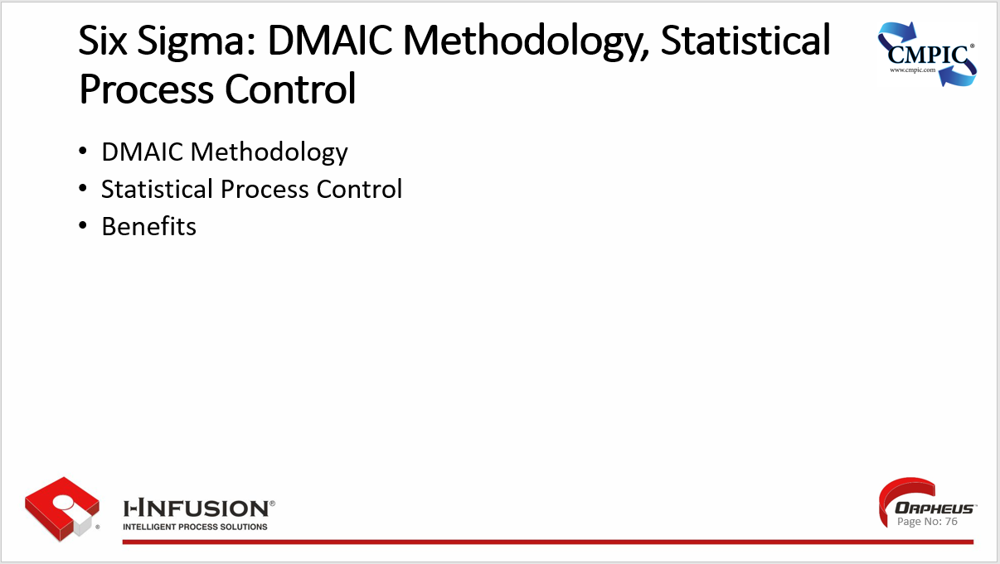 Six Sigma: DMAIC Methodology, Statistical
Process Control
CMPIC®
www.cmpic.com
• DMAIC Methodology
• Statistical Process Control
• Benefits
®
I-INFUSION®
INTELLIGENT PROCESS SOLUTIONS
ORPHEUS™
Page No: 76